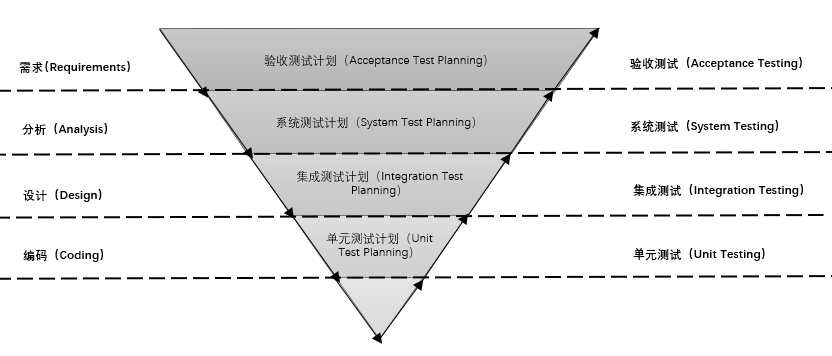 需求(Requirements)
验收测试计划（Acceptance Test Planning）
验收测试（Acceptance Testing)
分析（Analysis)
系统测试计划（System Test Planning）
系统测试（System Testing)
设计（Design)
集成测试计划（Integration Test
Planning）
集成测试（Integration Testing)
编码（Coding)
单元测试计划（Unit
Test Planning）
单元测试（Unit Testing)